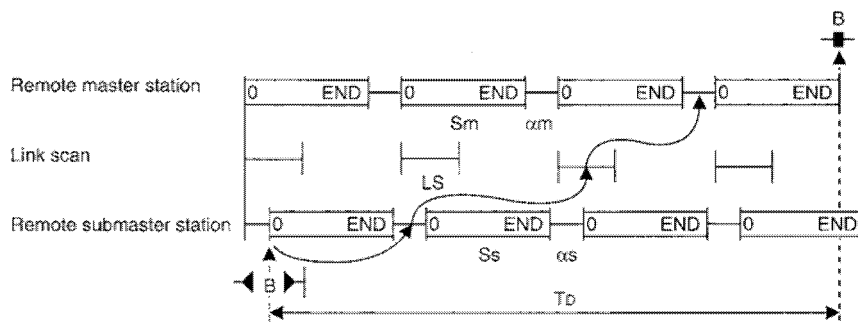 B
Remote master station
0 END 0 END 0 END 0 END
Sm αm
Link scan
LS
Remote submaster station
0 END 0 END 0 END 0 END
Ss αs
B
TD